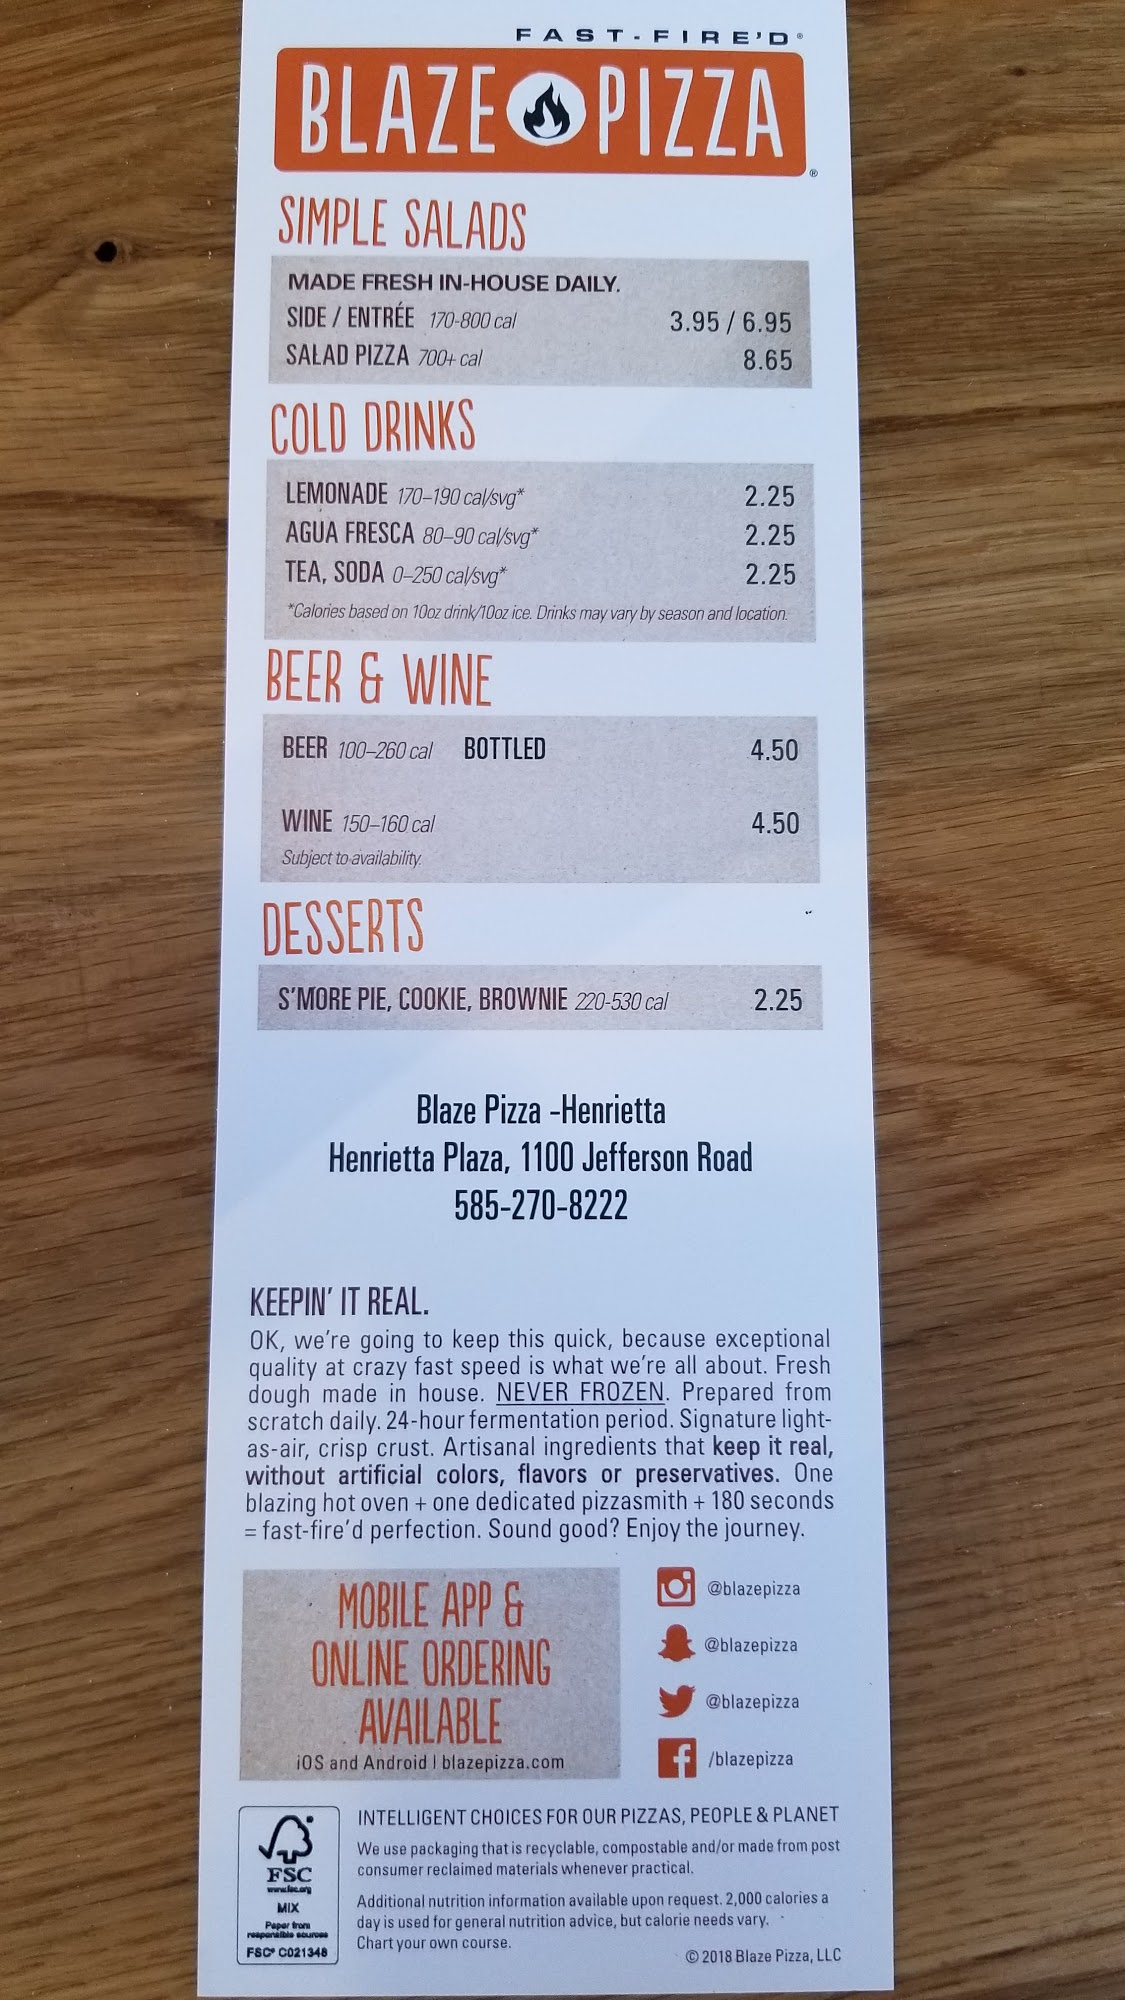 FAST-FIRE'D®
BLAZE PIZZA®
SIMPLE SALADS
MADE FRESH IN-HOUSE DAILY.
SIDE / ENTRÉE 170-800 cal 3.95 / 6.95
SALAD PIZZA 700+ cal 8.65
COLD DRINKS
LEMONADE 170–190 cal/svg* 2.25
AGUA FRESCA 80–90 cal/svg* 2.25
TEA, SODA 0–250 cal/svg* 2.25
*Calories based on 10oz drink/10oz ice. Drinks may vary by season and location.
BEER & WINE
BEER 100–260 cal BOTTLED 4.50
WINE 150–160 cal 4.50
Subject to availability.
DESSERTS
S'MORE PIE, COOKIE, BROWNIE 220-530 cal 2.25
Blaze Pizza -Henrietta
Henrietta Plaza, 1100 Jefferson Road
585-270-8222
KEEPIN' IT REAL.
OK, we're going to keep this quick, because exceptional
quality at crazy fast speed is what we're all about. Fresh
dough made in house. NEVER FROZEN. Prepared from
scratch daily. 24-hour fermentation period. Signature light-
as-air, crisp crust. Artisanal ingredients that keep it real,
without artificial colors, flavors or preservatives. One
blazing hot oven + one dedicated pizzasmith + 180 seconds
= fast-fire'd perfection. Sound good? Enjoy the journey.
MOBILE APP &
ONLINE ORDERING
AVAILABLE
iOS and Android | blazepizza.com
@blazepizza
@blazepizza
@blazepizza
/blazepizza
FSC
www.fsc.org
MIX
Paper from
responsible sources
FSC® C021348
INTELLIGENT CHOICES FOR OUR PIZZAS, PEOPLE & PLANET
We use packaging that is recyclable, compostable and/or made from post
consumer reclaimed materials whenever practical.
Additional nutrition information available upon request. 2,000 calories a
day is used for general nutrition advice, but calorie needs vary.
Chart your own course.
© 2018 Blaze Pizza, LLC